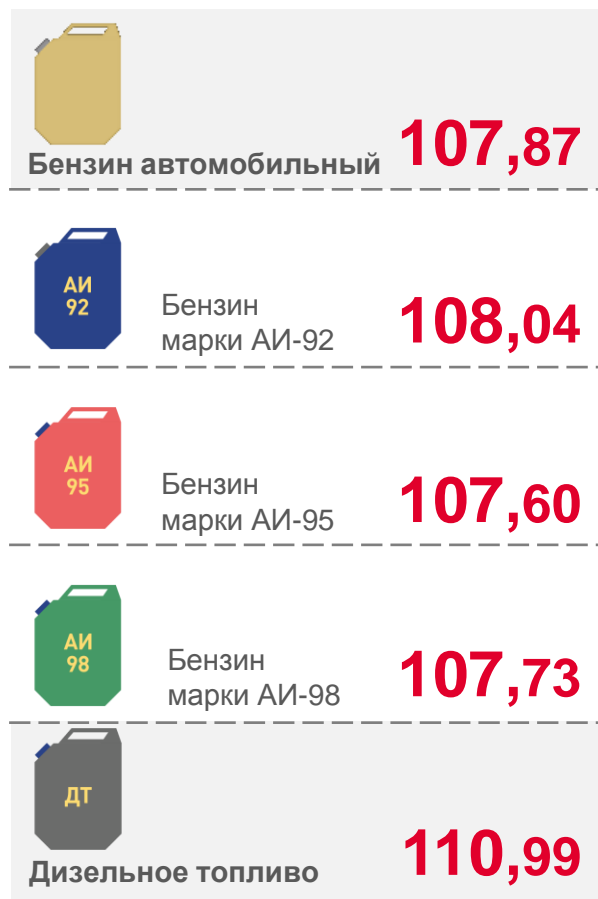 107,87
Бензин автомобильный
АИ
92
Бензин
марки АИ-92
108,04
АИ
95
Бензин
марки АИ-95
107,60
АИ
98
Бензин
марки АИ-98
107,73
ДТ
Дизельное топливо
110,99